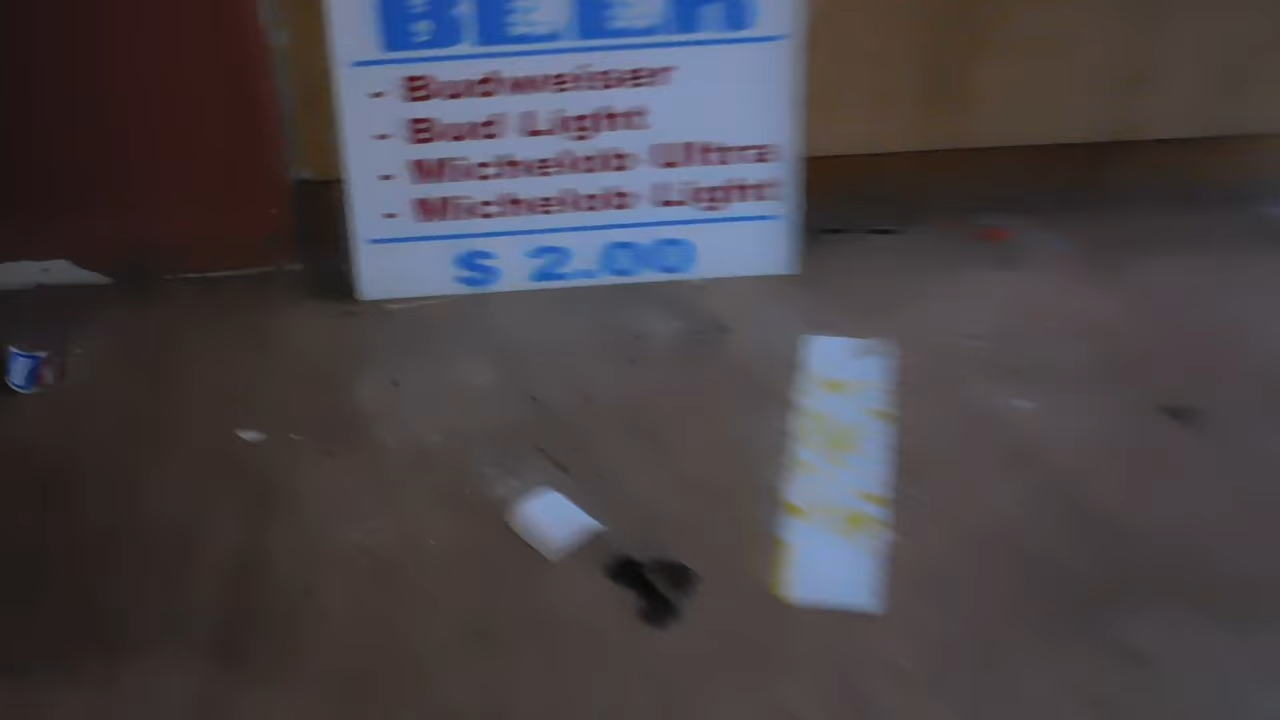 BEER
- Budweiser
- Bud Light
- Michelob Ultra
- Michelob Light
$ 2.00